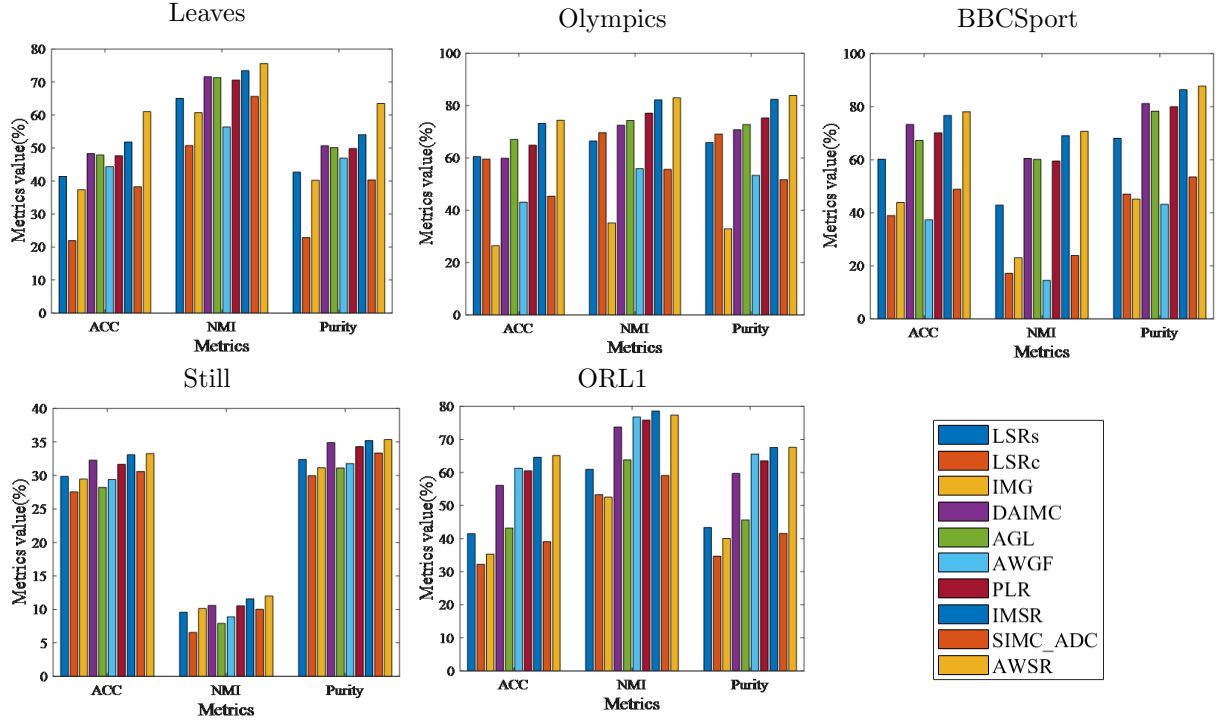 Leaves
Olympics
BBCSport
80
70
60
50
40
30
20
10
0
Metrics value(%)
ACC
NMI
Purity
Metrics
100
80
60
40
20
0
Metrics value(%)
ACC
NMI
Purity
Metrics
100
80
60
40
20
0
Metrics value(%)
ACC
NMI
Purity
Metrics
Still
ORL1
40
35
30
25
20
15
10
5
0
Metrics value(%)
ACC
NMI
Purity
Metrics
80
70
60
50
40
30
20
10
0
Metrics value(%)
ACC
NMI
Purity
Metrics
LSRs
LSRc
IMG
DAIMC
AGL
AWGF
PLR
IMSR
SIMC_ADC
AWSR